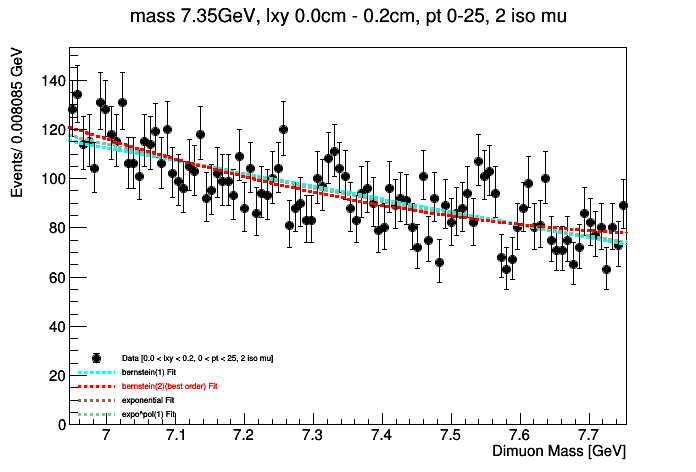 mass 7.35GeV, lxy 0.0cm - 0.2cm, pt 0-25, 2 iso mu
Events/ 0.008085 GeV
140
120
100
80
60
40
20
0
Data [0.0 < lxy < 0.2, 0 < pt < 25, 2 iso mu]
bernstein(1) Fit
bernstein(2)(best order) Fit
exponential Fit
expo*pol(1) Fit
7 7.1 7.2 7.3 7.4 7.5 7.6 7.7
Dimuon Mass [GeV]